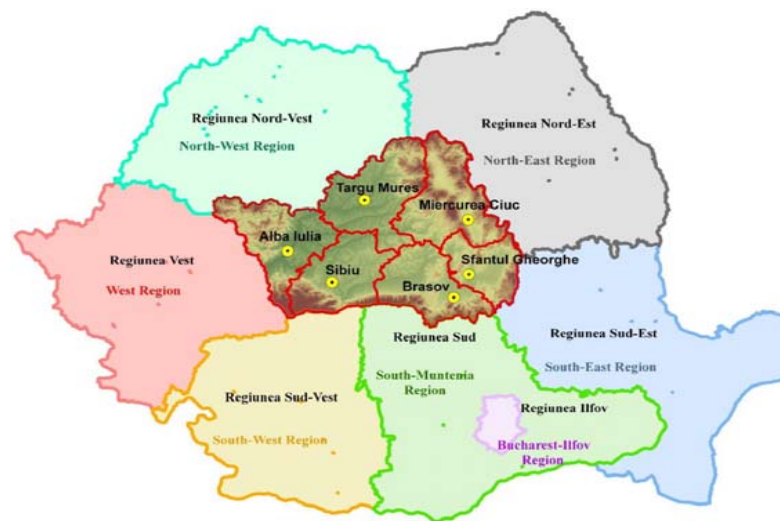 Regiunea Nord-Vest
North-West Region
Regiunea Nord-Est
North-East Region
Targu Mures
Miercurea Ciuc
Alba Iulia
Sfantul Gheorghe
Sibiu
Brasov
Regiunea Vest
West Region
Regiunea Sud
South-Muntenia
Region
Regiunea Sud-Est
South-East Region
Regiunea Sud-Vest
South-West Region
Regiunea Ilfov
Bucharest-Ilfov
Region